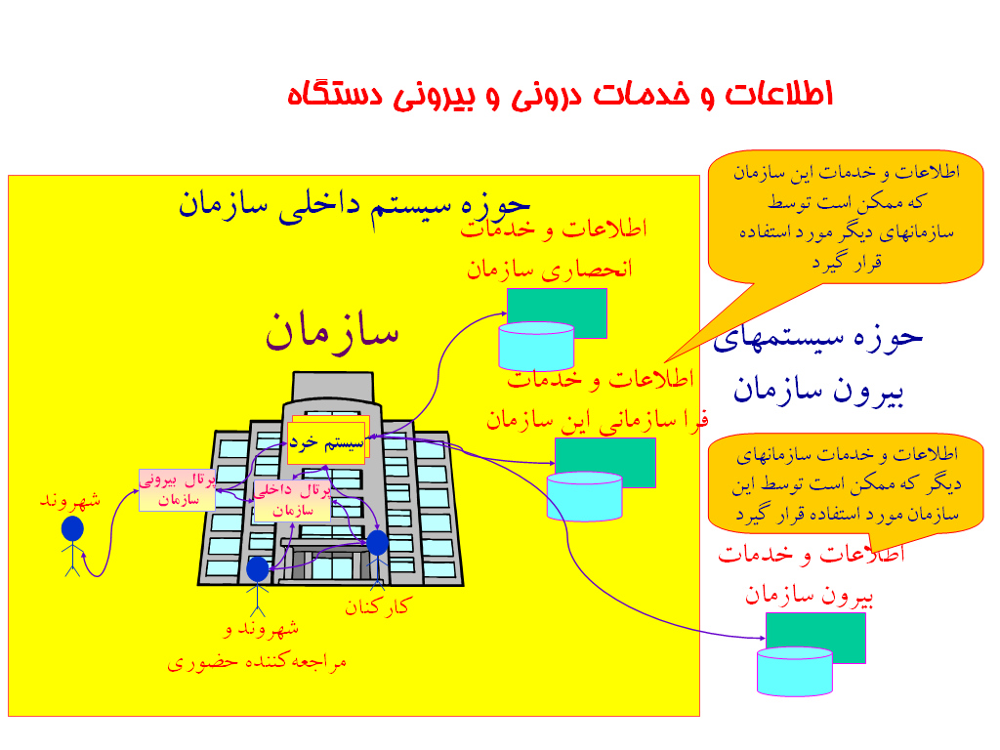 اطلاعات و خدمات درونی و بیرونی دستگاه
حوزه سیستم داخلی سازمان
اطلاعات و خدمات این سازمان
که ممکن است توسط
سازمانهای دیگر مورد استفاده
قرار گیرد
اطلاعات و خدمات
انحصاری سازمان
سازمان
حوزه سیستمهای
بیرون سازمان
اطلاعات و خدمات
فرا سازمانی این سازمان
سیستم خرد
اطلاعات و خدمات سازمانهای
دیگر که ممکن است توسط این
سازمان مورد استفاده قرار گیرد
پرتال داخلی
سازمان
پرتال بیرونی
سازمان
شهروند
اطلاعات و خدمات
بیرون سازمان
کارکنان
شهروند و
مراجعه‌کننده حضوری